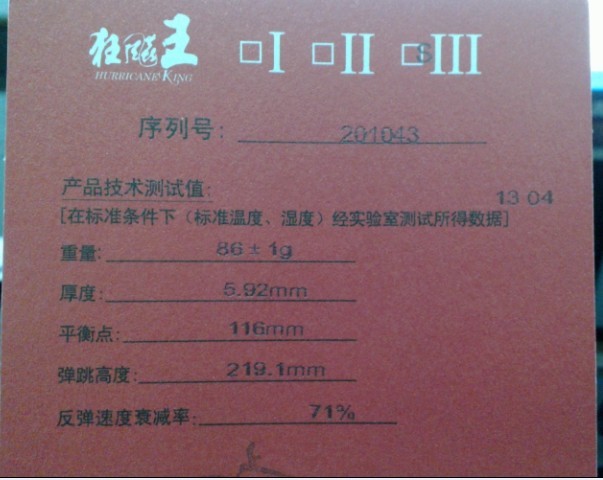 狂飚王 □I □II □III
HURRICANE KING S
序列号: 201043
产品技术测试值: 13 04
[在标准条件下（标准温度、湿度）经实验室测试所得数据]
重量: 86±1g
厚度: 5.92mm
平衡点: 116mm
弹跳高度: 219.1mm
反弹速度衰减率: 71%